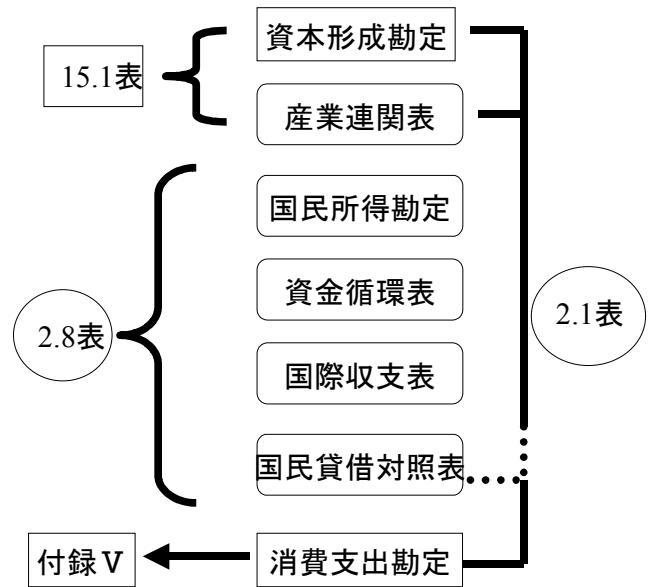 資本形成勘定
15.1表
産業連関表
国民所得勘定
資金循環表
2.8表
2.1表
国際収支表
国民貸借対照表
付録Ⅴ
消費支出勘定